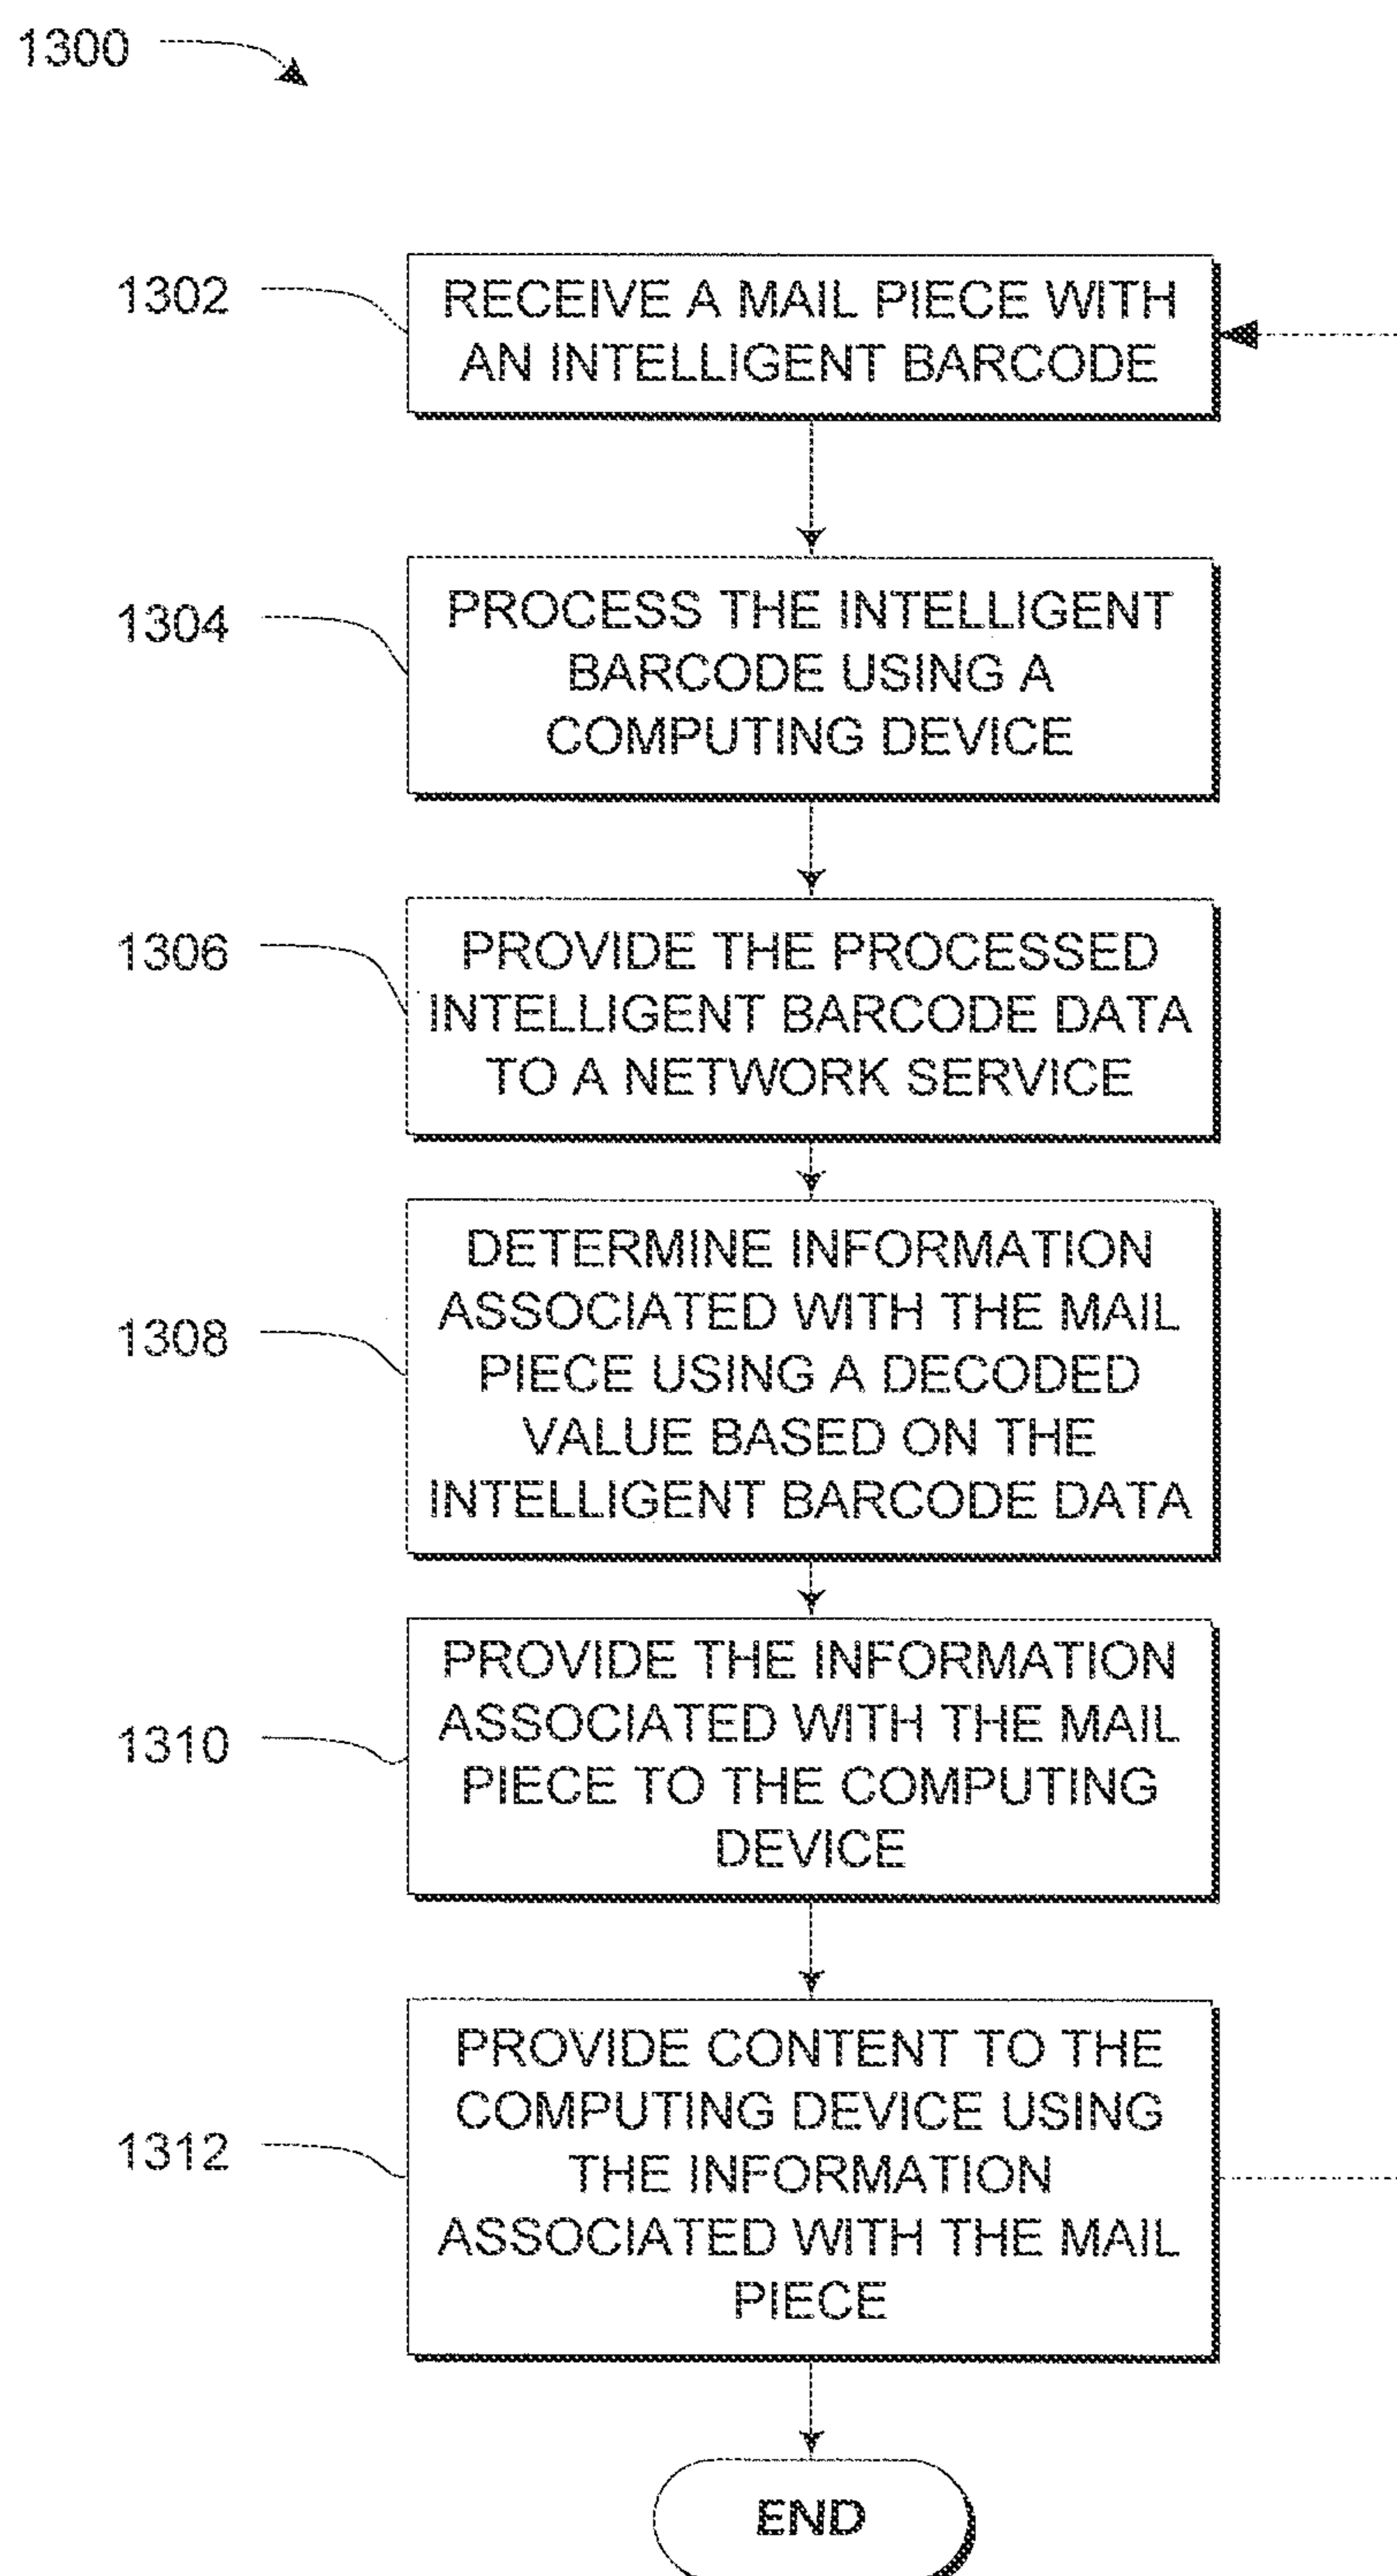 1300
1302
RECEIVE A MAIL PIECE WITH
AN INTELLIGENT BARCODE
1304
PROCESS THE INTELLIGENT
BARCODE USING A
COMPUTING DEVICE
1306
PROVIDE THE PROCESSED
INTELLIGENT BARCODE DATA
TO A NETWORK SERVICE
1308
DETERMINE INFORMATION
ASSOCIATED WITH THE MAIL
PIECE USING A DECODED
VALUE BASED ON THE
INTELLIGENT BARCODE DATA
1310
PROVIDE THE INFORMATION
ASSOCIATED WITH THE MAIL
PIECE TO THE COMPUTING
DEVICE
1312
PROVIDE CONTENT TO THE
COMPUTING DEVICE USING
THE INFORMATION
ASSOCIATED WITH THE MAIL
PIECE
END